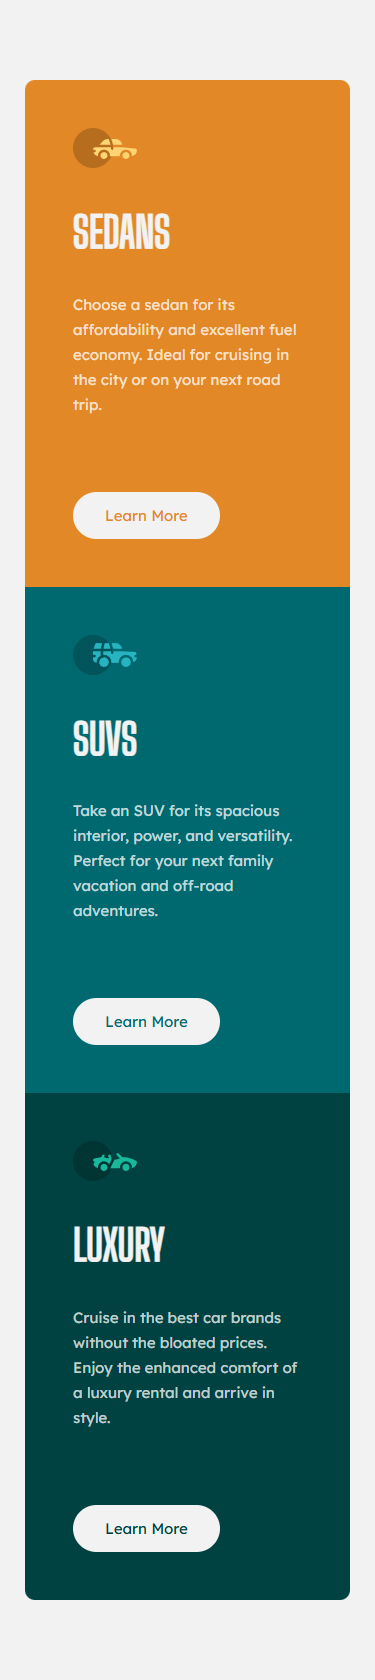 SEDANS
Choose a sedan for its
affordability and excellent fuel
economy. Ideal for cruising in
the city or on your next road
trip.
Learn More
SUVS
Take an SUV for its spacious
interior, power, and versatility.
Perfect for your next family
vacation and off-road
adventures.
Learn More
LUXURY
Cruise in the best car brands
without the bloated prices.
Enjoy the enhanced comfort of
a luxury rental and arrive in
style.
Learn More